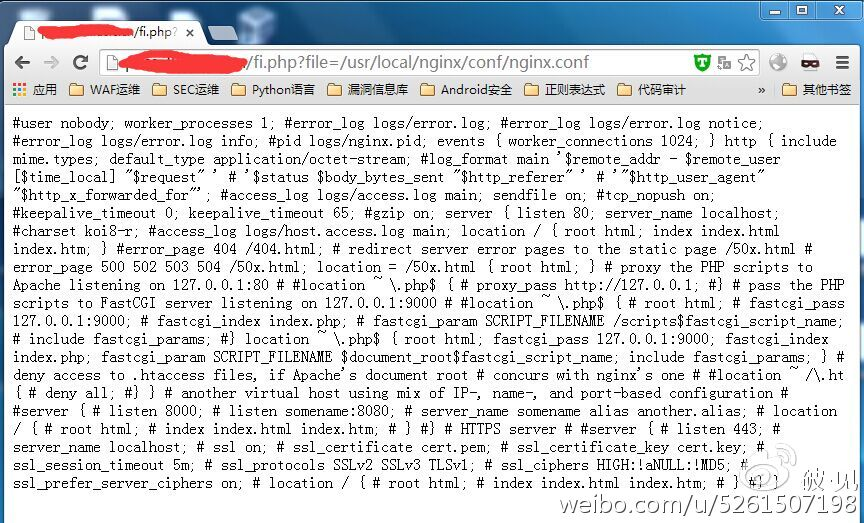 /fi.php?
/fi.php?file=/usr/local/nginx/conf/nginx.conf
应用 WAF运维 SEC运维 Python语言 漏洞信息库 Android安全 正则表达式 代码审计 » 其他书签
#user nobody; worker_processes 1; #error_log logs/error.log; #error_log logs/error.log notice;
#error_log logs/error.log info; #pid logs/nginx.pid; events { worker_connections 1024; } http { include
mime.types; default_type application/octet-stream; #log_format main '$remote_addr - $remote_user
[$time_local] "$request" ' # '$status $body_bytes_sent "$http_referer" ' # '"$http_user_agent"
"$http_x_forwarded_for"'; #access_log logs/access.log main; sendfile on; #tcp_nopush on;
#keepalive_timeout 0; keepalive_timeout 65; #gzip on; server { listen 80; server_name localhost;
#charset koi8-r; #access_log logs/host.access.log main; location / { root html; index index.html
index.htm; } #error_page 404 /404.html; # redirect server error pages to the static page /50x.html #
error_page 500 502 503 504 /50x.html; location = /50x.html { root html; } # proxy the PHP scripts to
Apache listening on 127.0.0.1:80 # #location ~ \.php$ { # proxy_pass http://127.0.0.1; #} # pass the
PHP scripts to FastCGI server listening on 127.0.0.1:9000 # #location ~ \.php$ { # root html; #
fastcgi_pass 127.0.0.1:9000; # fastcgi_index index.php; # fastcgi_param SCRIPT_FILENAME /scripts$fastcgi_script_name;
# include fastcgi_params; #} location ~ \.php$ { root html; fastcgi_pass 127.0.0.1:9000; fastcgi_index
index.php; fastcgi_param SCRIPT_FILENAME $document_root$fastcgi_script_name; include fastcgi_params; } #
deny access to .htaccess files, if Apache's document root # concurs with nginx's one # #location ~ /\.ht
{ # deny all; #} } # another virtual host using mix of IP-, name-, and port-based configuration #
#server { # listen 8000; # listen somename:8080; # server_name somename alias another.alias; # location
/ { # root html; # index index.html index.htm; # } #} # HTTPS server # #server { # listen 443; #
server_name localhost; # ssl on; # ssl_certificate cert.pem; # ssl_certificate_key cert.key; #
ssl_session_timeout 5m; # ssl_protocols SSLv2 SSLv3 TLSv1; # ssl_ciphers HIGH:!aNULL:!MD5; #
ssl_prefer_server_ciphers on; # location / { # root html; # index index.html index.htm; # } #} }
weibo.com/u/5261507198